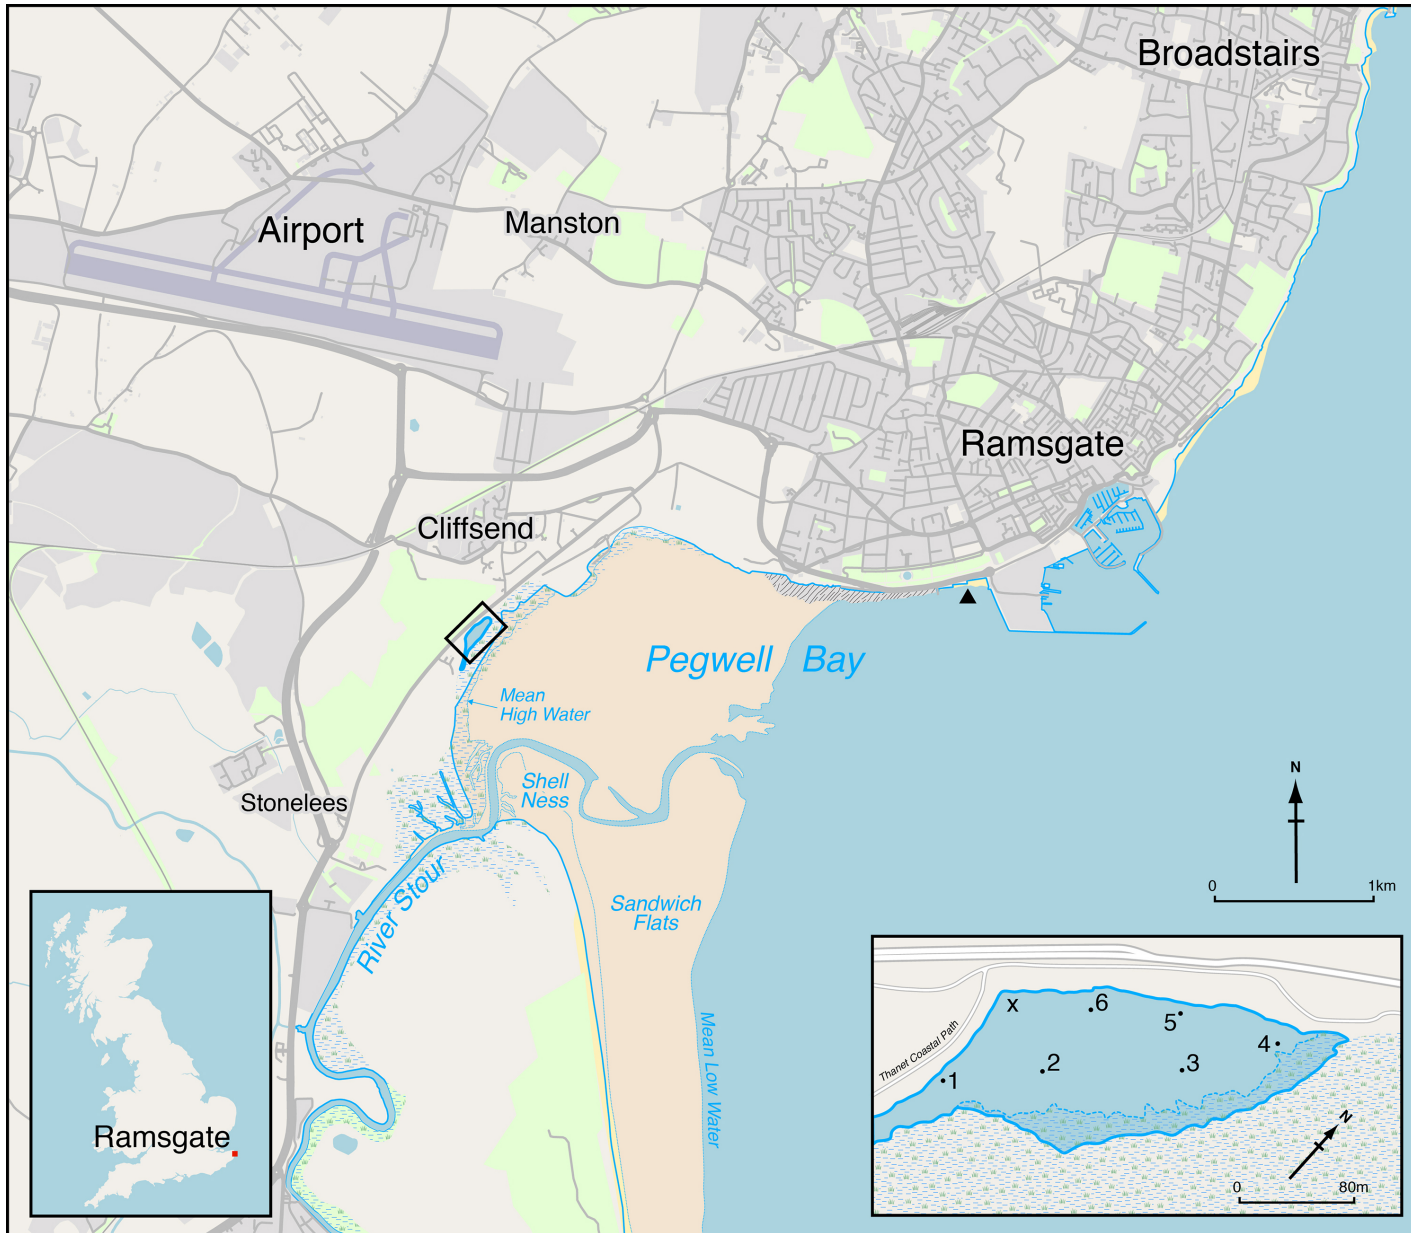 Broadstairs
Airport
Manston
Ramsgate
Cliffsend
Pegwell Bay
Mean
High Water
Shell
Ness
Stonelees
River Stour
Sandwich
Flats
Mean Low Water
N
0 1km
Ramsgate
x
6
5
4
3
2
1
Thanet Coastal Path
N
0 80m